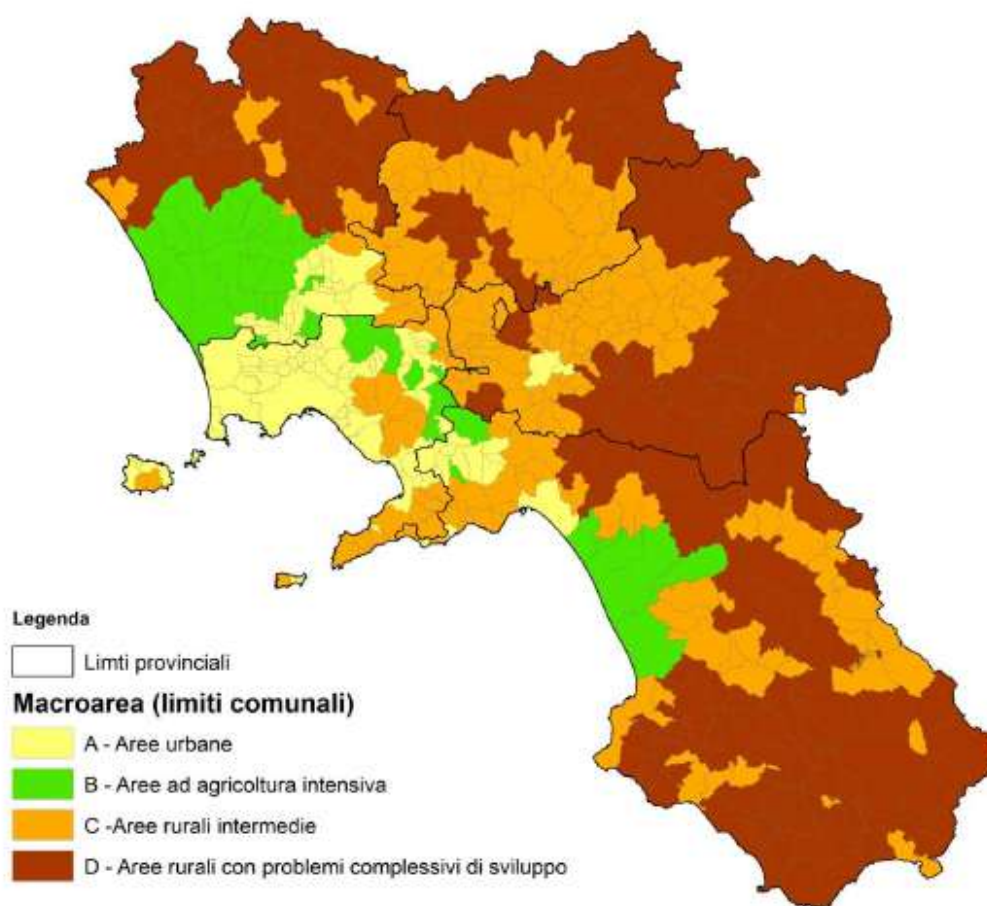 Legenda
Limti provinciali
Macroarea (limiti comunali)
A - Aree urbane
B - Aree ad agricoltura intensiva
C -Aree rurali intermedie
D - Aree rurali con problemi complessivi di sviluppo